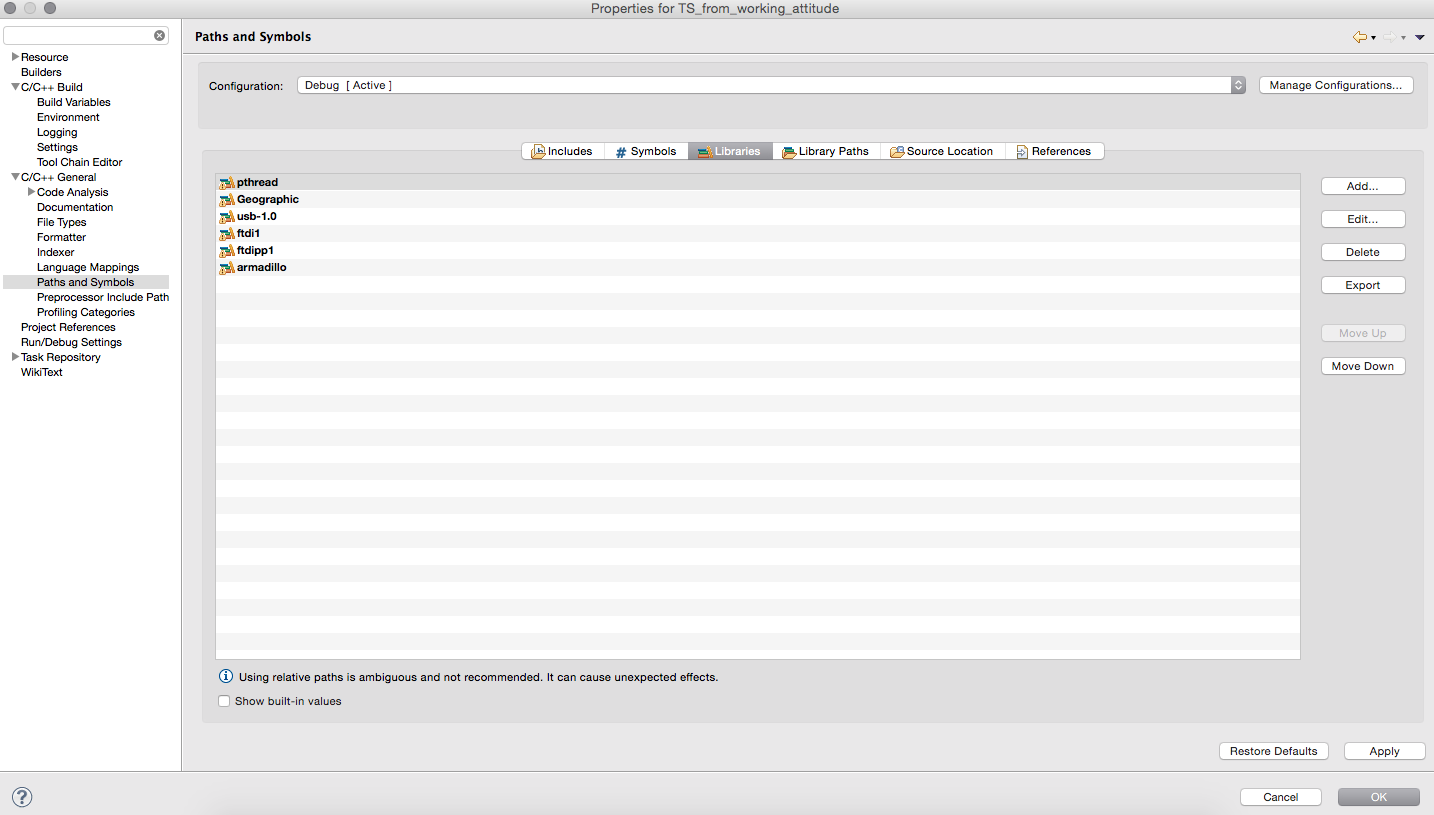 Properties for TS_from_working_attitude
Resource
Builders
C/C++ Build
Build Variables
Environment
Logging
Settings
Tool Chain Editor
C/C++ General
Code Analysis
Documentation
File Types
Formatter
Indexer
Language Mappings
Paths and Symbols
Preprocessor Include Path
Profiling Categories
Project References
Run/Debug Settings
Task Repository
WikiText
Paths and Symbols
Configuration: Debug [ Active ] Manage Configurations...
Includes # Symbols Libraries Library Paths Source Location References
pthread
Geographic
usb-1.0
ftdi1
ftdipp1
armadillo
Add...
Edit...
Delete
Export
Move Up
Move Down
Using relative paths is ambiguous and not recommended. It can cause unexpected effects.
Show built-in values
Restore Defaults Apply
? Cancel OK